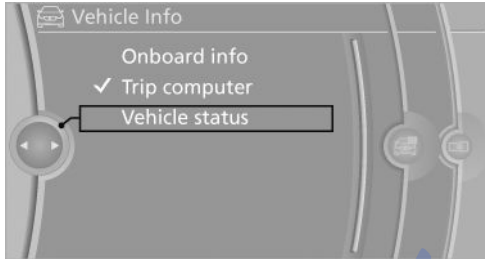 Vehicle Info
Onboard info
Trip computer
Vehicle status